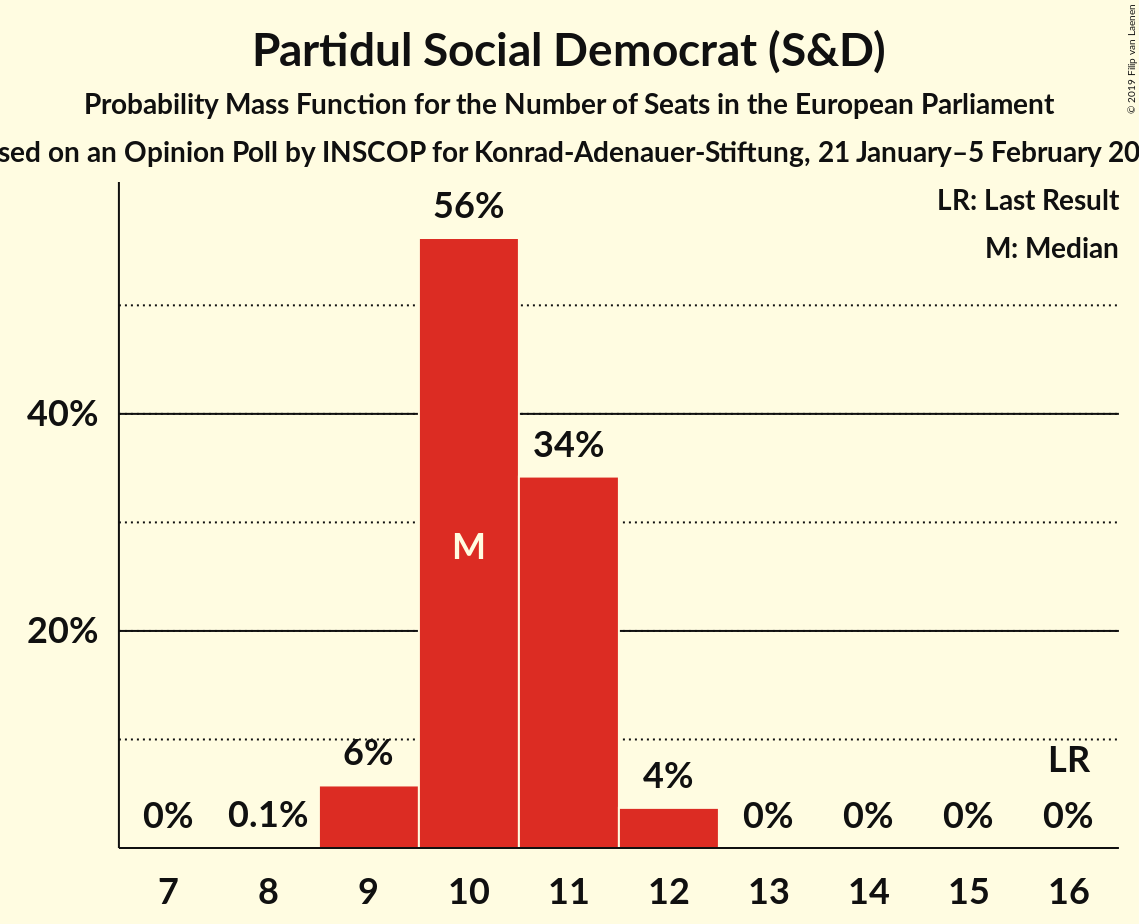 Partidul Social Democrat (S&D)
Probability Mass Function for the Number of Seats in the European Parliament
sed on an Opinion Poll by INSCOP for Konrad-Adenauer-Stiftung, 21 January–5 February 20
© 2019 Filip van Laenen
LR: Last Result
M: Median
56%
40%
34%
M
20%
6%
4%
LR
0% 0.1% 0% 0% 0% 0%
7 8 9 10 11 12 13 14 15 16